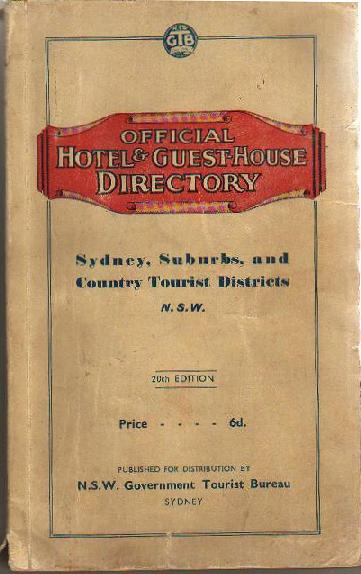 N.S.W.
GTB
OFFICIAL
HOTEL & GUEST-HOUSE
DIRECTORY
Sydney, Suburbs, and
Country Tourist Districts
N.S.W.
20th EDITION
Price - - - - 6d.
PUBLISHED FOR DISTRIBUTION BY
N.S.W. Government Tourist Bureau
SYDNEY